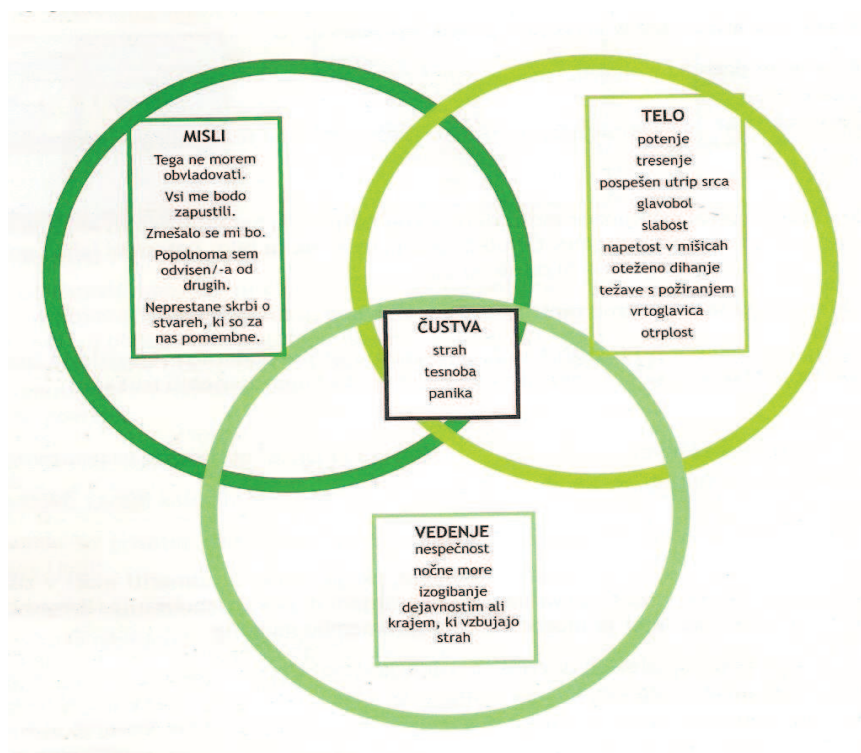 MISLI
Tega ne morem
obvladovati.
Vsi me bodo
zapustili.
Zmešalo se mi bo.
Popolnoma sem
odvisen/-a od
drugih.
Neprestane skrbi o
stvareh, ki so za
nas pomembne.
TELO
potenje
tresenje
pospešen utrip srca
glavobol
slabost
napetost v mišicah
oteženo dihanje
težave s požiranjem
vrtoglavica
otrplost
ČUSTVA
strah
tesnoba
panika
VEDENJE
nespečnost
nočne more
izogibanje
dejavnostim ali
krajem, ki vzbujajo
strah